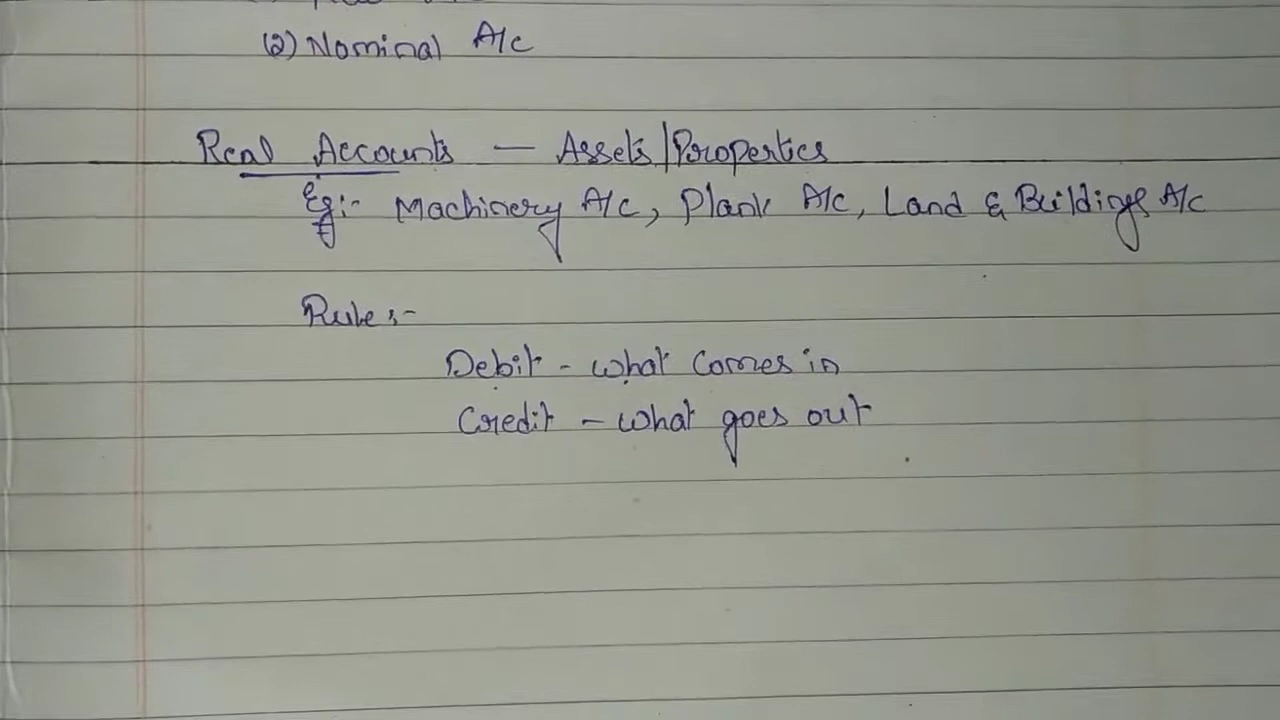 (2) Nominal A/c
Real Accounts — Assets/Properties
Eg:- Machinery A/c, Plant A/c, Land & Buildings A/c
Rule:-
Debit - what comes in
Credit - what goes out